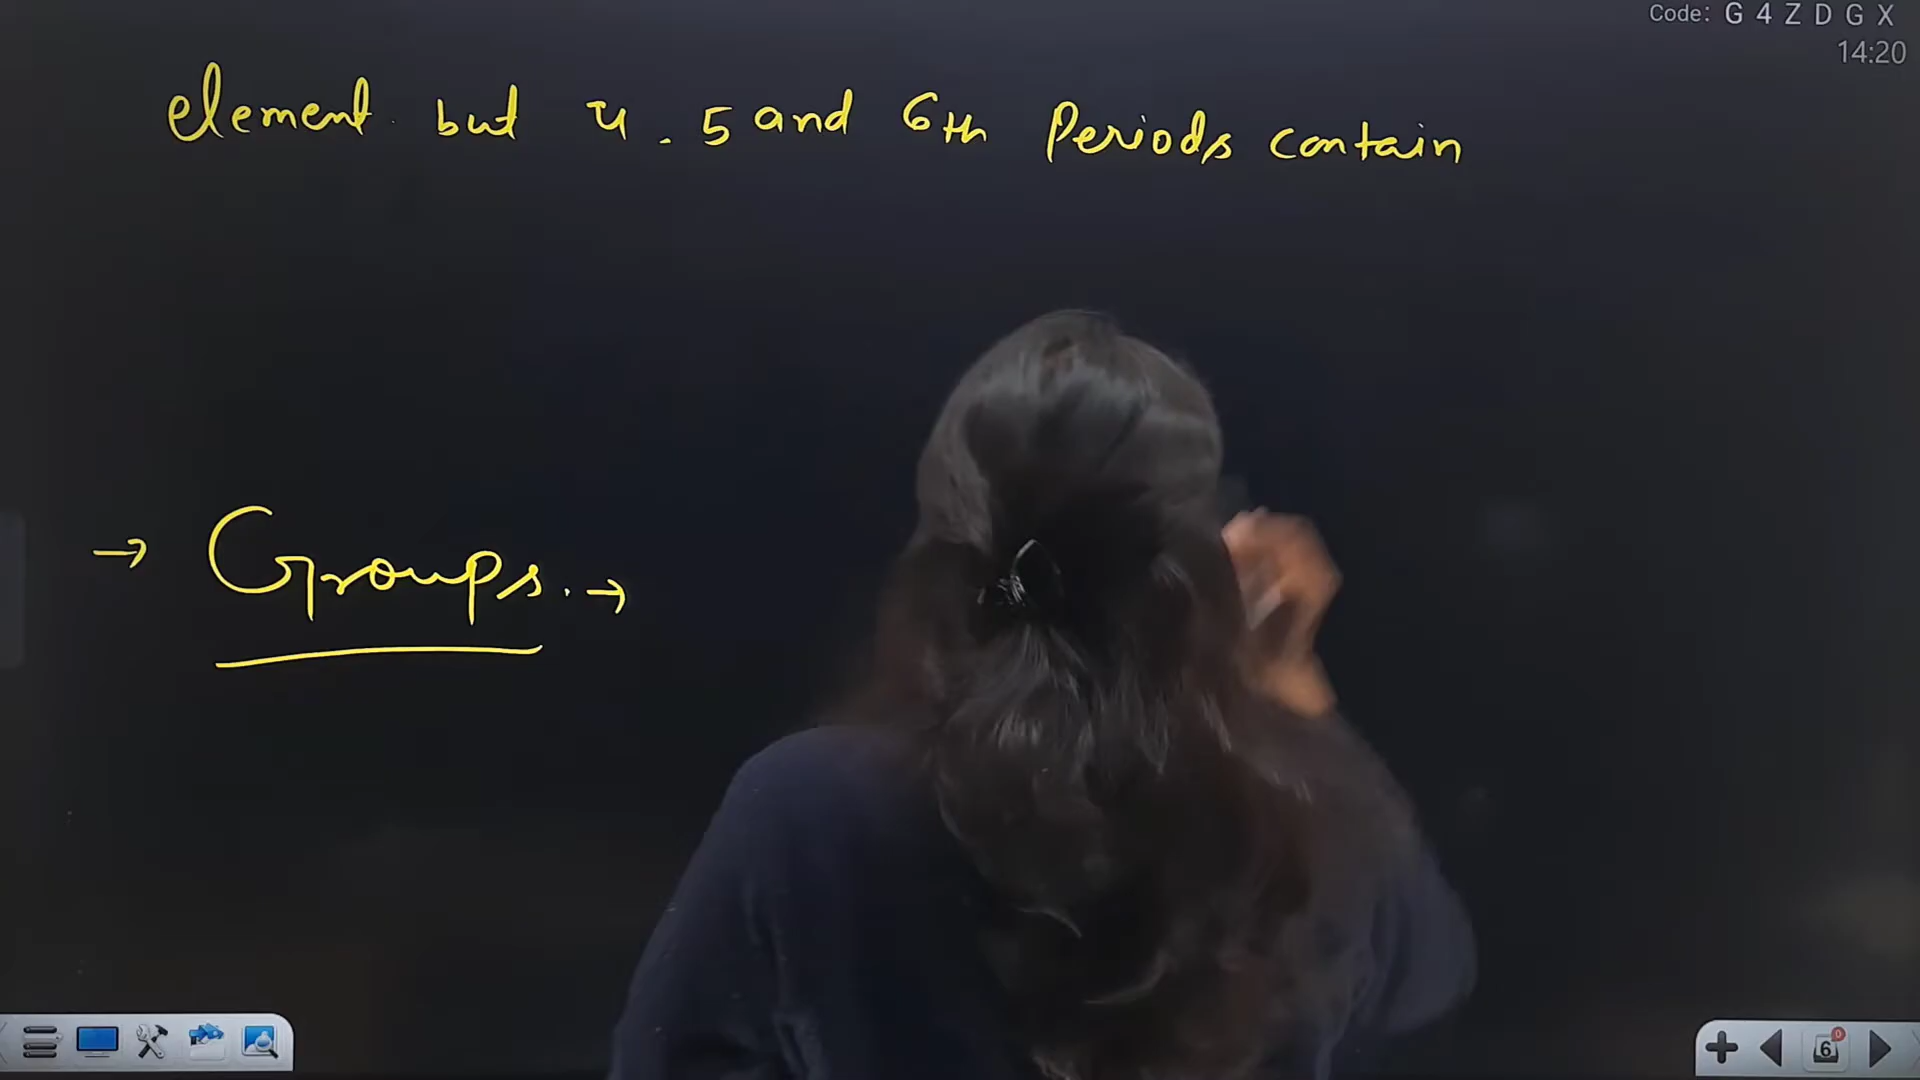 Code: G 4 Z D G X
14:20
element but 4. 5 and 6th Periods contain
→ Groups. →
6